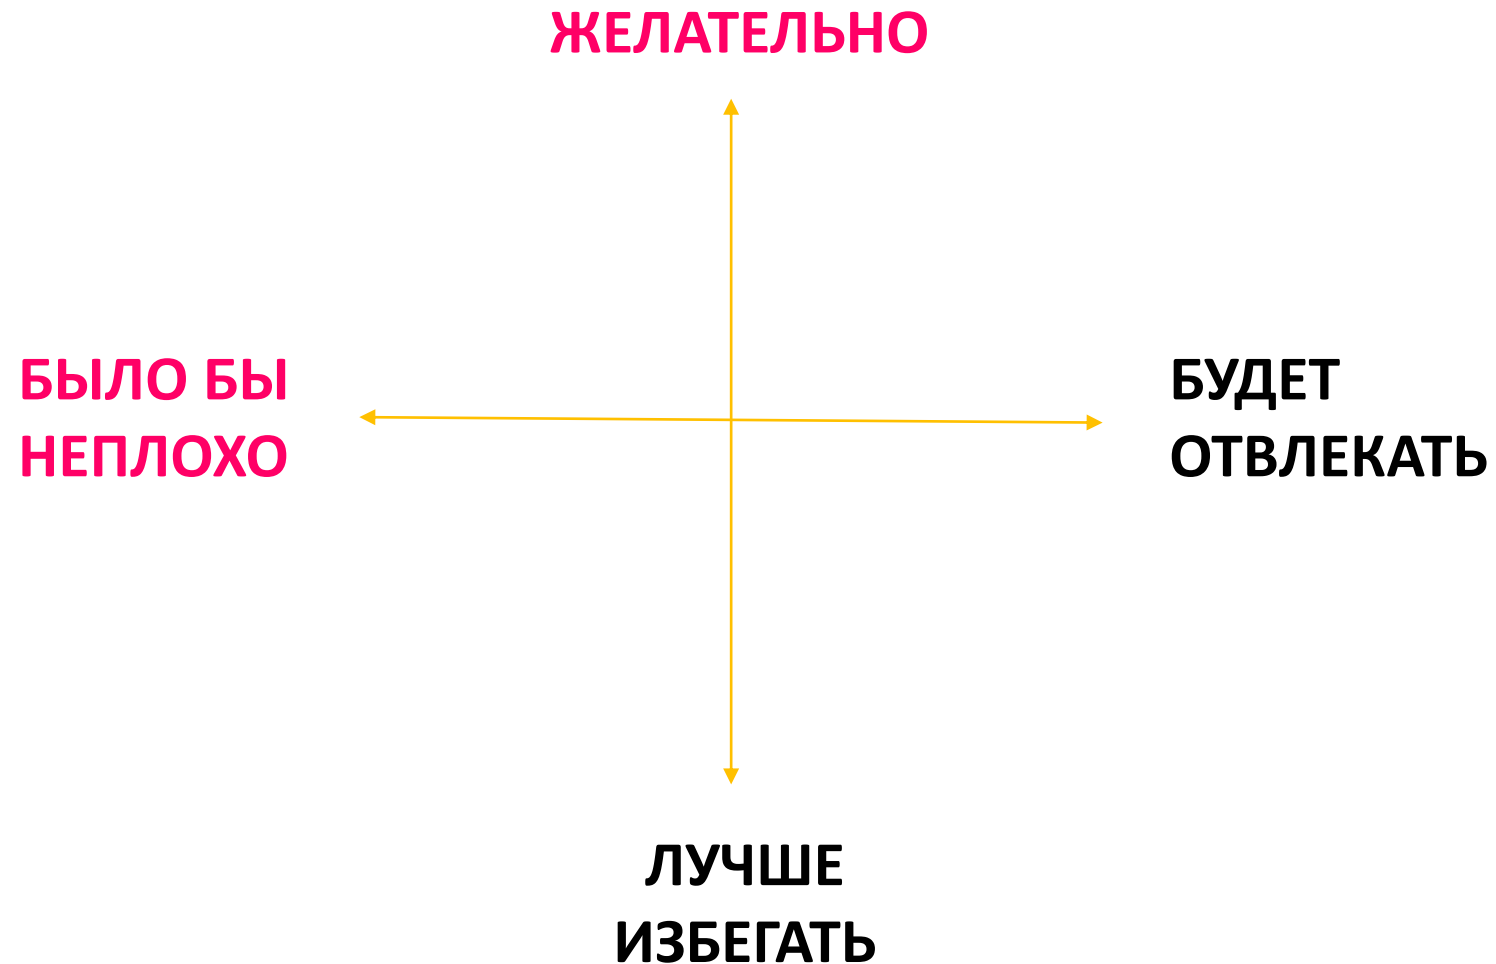 ЖЕЛАТЕЛЬНО
БЫЛО БЫ
НЕПЛОХО
БУДЕТ
ОТВЛЕКАТЬ
ЛУЧШЕ
ИЗБЕГАТЬ